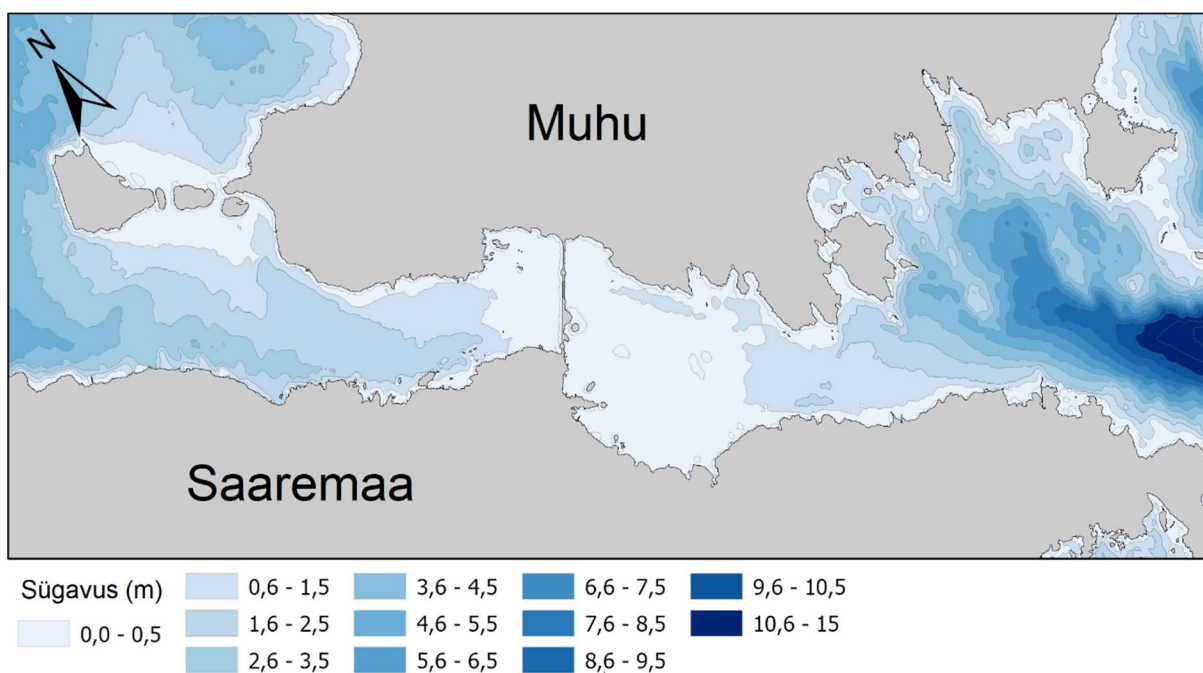 N
Muhu
Saaremaa
Sügavus (m)
0,0 - 0,5
0,6 - 1,5
1,6 - 2,5
2,6 - 3,5
3,6 - 4,5
4,6 - 5,5
5,6 - 6,5
6,6 - 7,5
7,6 - 8,5
8,6 - 9,5
9,6 - 10,5
10,6 - 15